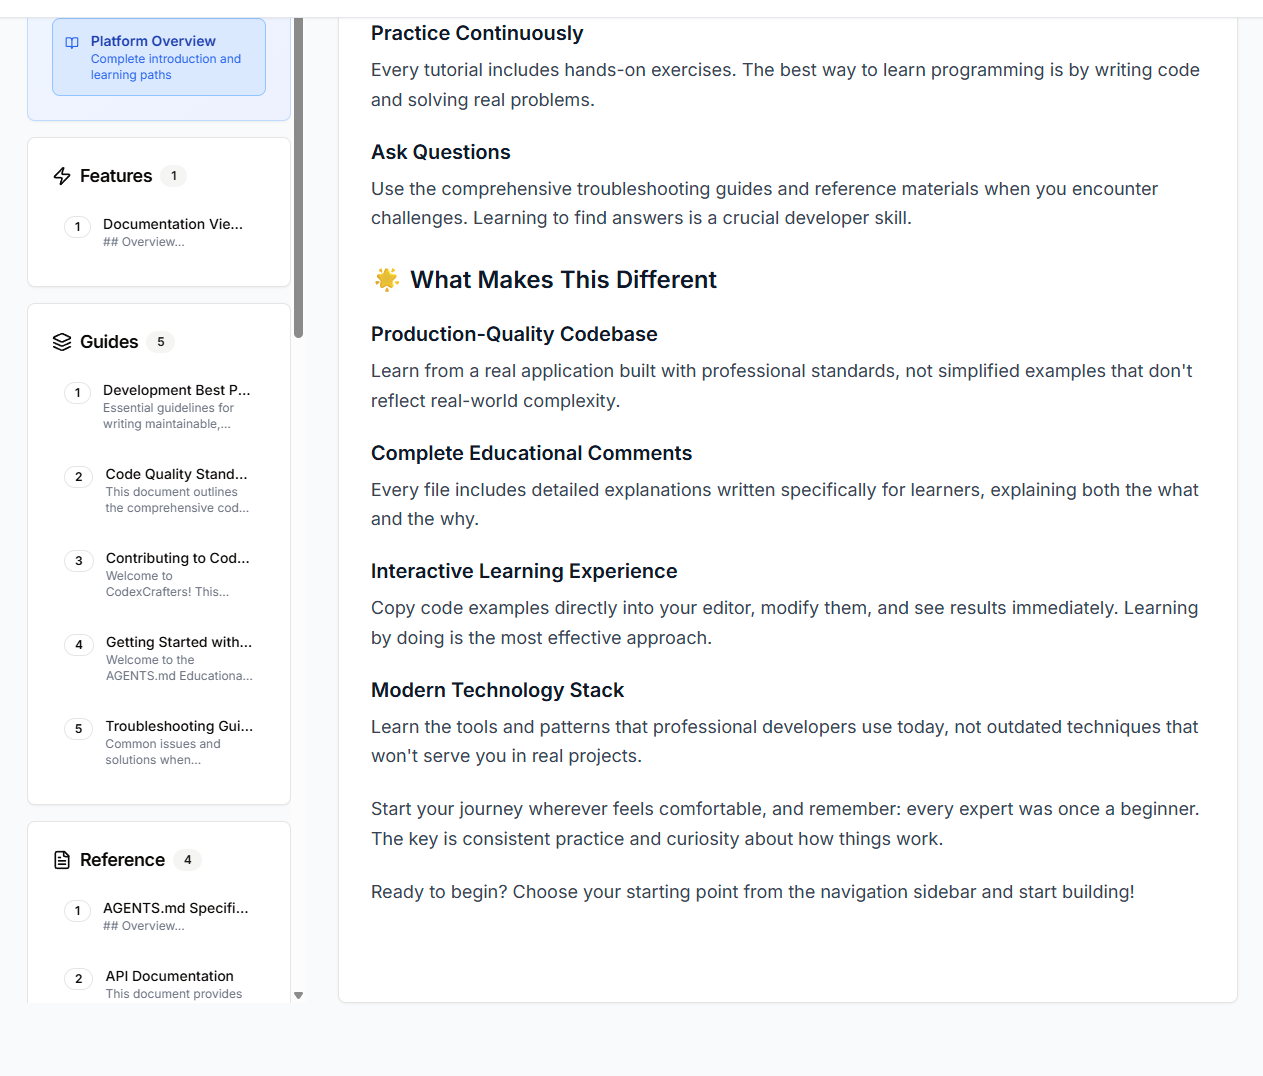 Platform Overview
Complete introduction and
learning paths
Features 1
1 Documentation Vie...
## Overview...
Guides 5
1 Development Best P...
Essential guidelines for
writing maintainable,...
2 Code Quality Stand...
This document outlines
the comprehensive cod...
3 Contributing to Cod...
Welcome to
CodexCrafters! This...
4 Getting Started with...
Welcome to the
AGENTS.md Educationa...
5 Troubleshooting Gui...
Common issues and
solutions when...
Reference 4
1 AGENTS.md Specifi...
## Overview...
2 API Documentation
This document provides
Practice Continuously
Every tutorial includes hands-on exercises. The best way to learn programming is by writing code
and solving real problems.
Ask Questions
Use the comprehensive troubleshooting guides and reference materials when you encounter
challenges. Learning to find answers is a crucial developer skill.
🌟 What Makes This Different
Production-Quality Codebase
Learn from a real application built with professional standards, not simplified examples that don't
reflect real-world complexity.
Complete Educational Comments
Every file includes detailed explanations written specifically for learners, explaining both the what
and the why.
Interactive Learning Experience
Copy code examples directly into your editor, modify them, and see results immediately. Learning
by doing is the most effective approach.
Modern Technology Stack
Learn the tools and patterns that professional developers use today, not outdated techniques that
won't serve you in real projects.
Start your journey wherever feels comfortable, and remember: every expert was once a beginner.
The key is consistent practice and curiosity about how things work.
Ready to begin? Choose your starting point from the navigation sidebar and start building!